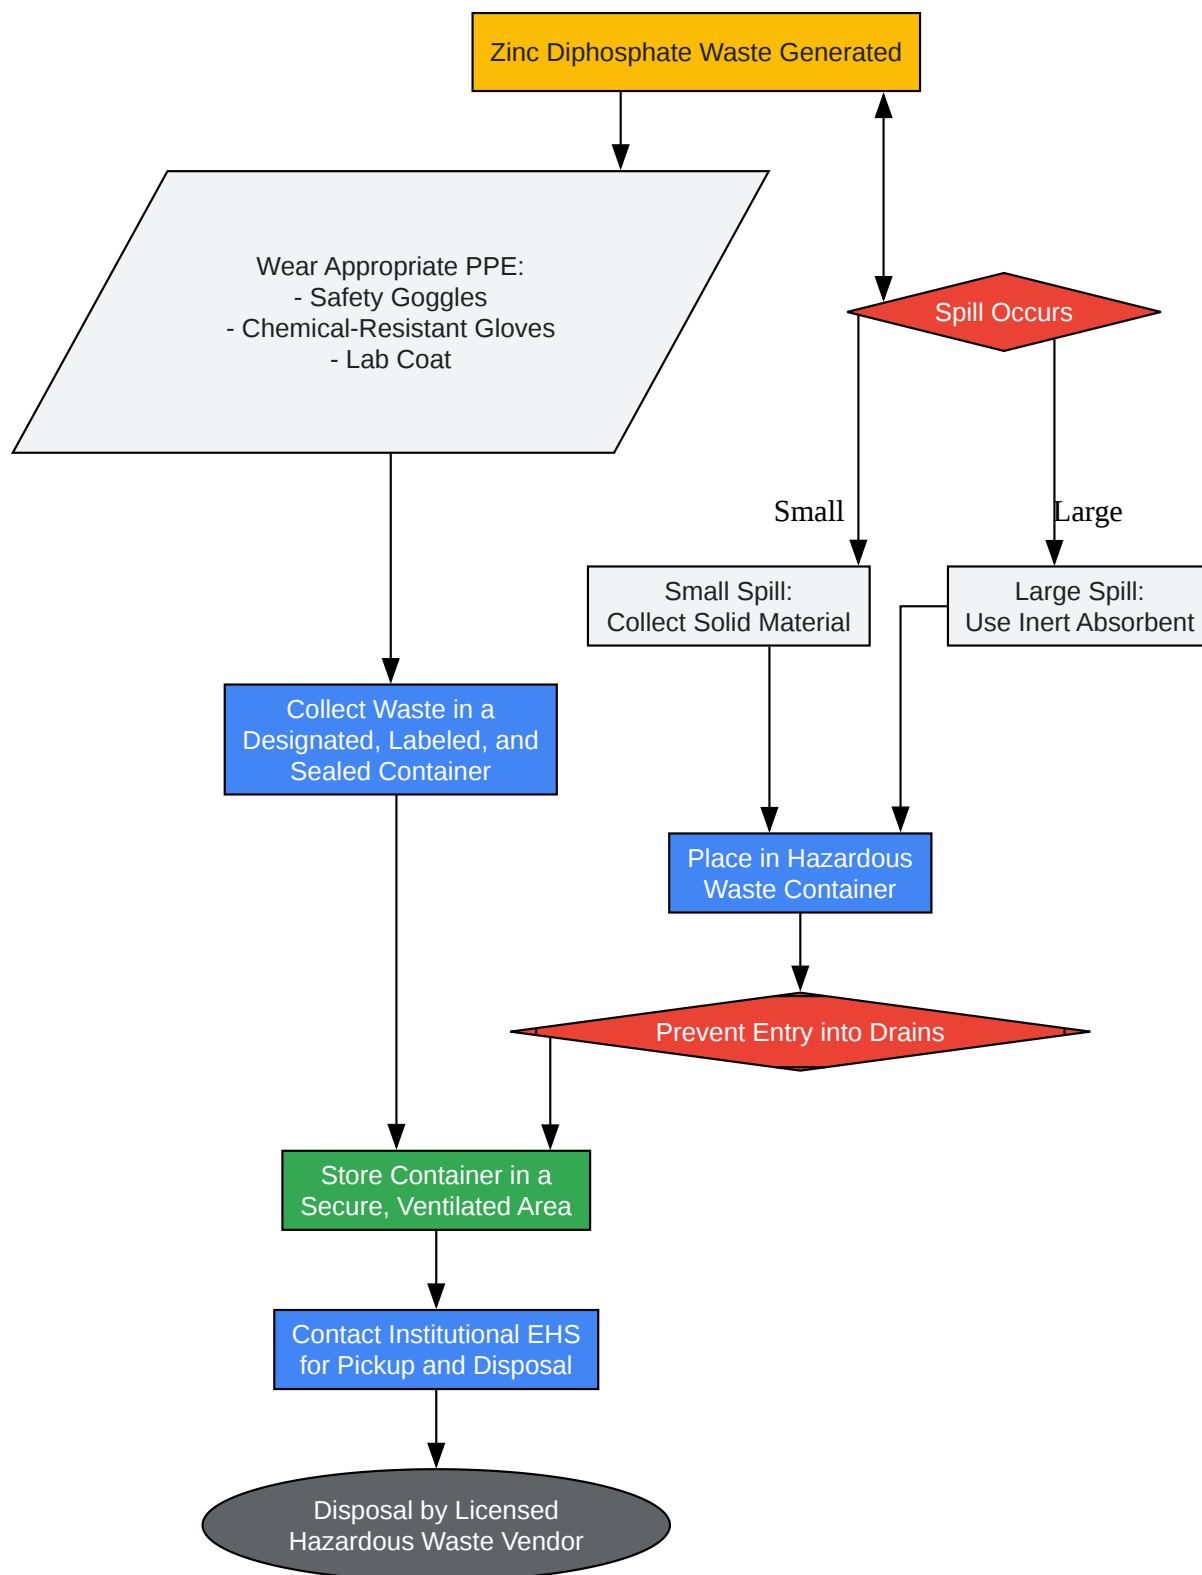 Zinc Diphosphate Waste Generated
Wear Appropriate PPE:
- Safety Goggles
- Chemical-Resistant Gloves
- Lab Coat
Spill Occurs
Small
Large
Small Spill:
Collect Solid Material
Large Spill:
Use Inert Absorbent
Collect Waste in a
Designated, Labeled, and
Sealed Container
Place in Hazardous
Waste Container
Prevent Entry into Drains
Store Container in a
Secure, Ventilated Area
Contact Institutional EHS
for Pickup and Disposal
Disposal by Licensed
Hazardous Waste Vendor